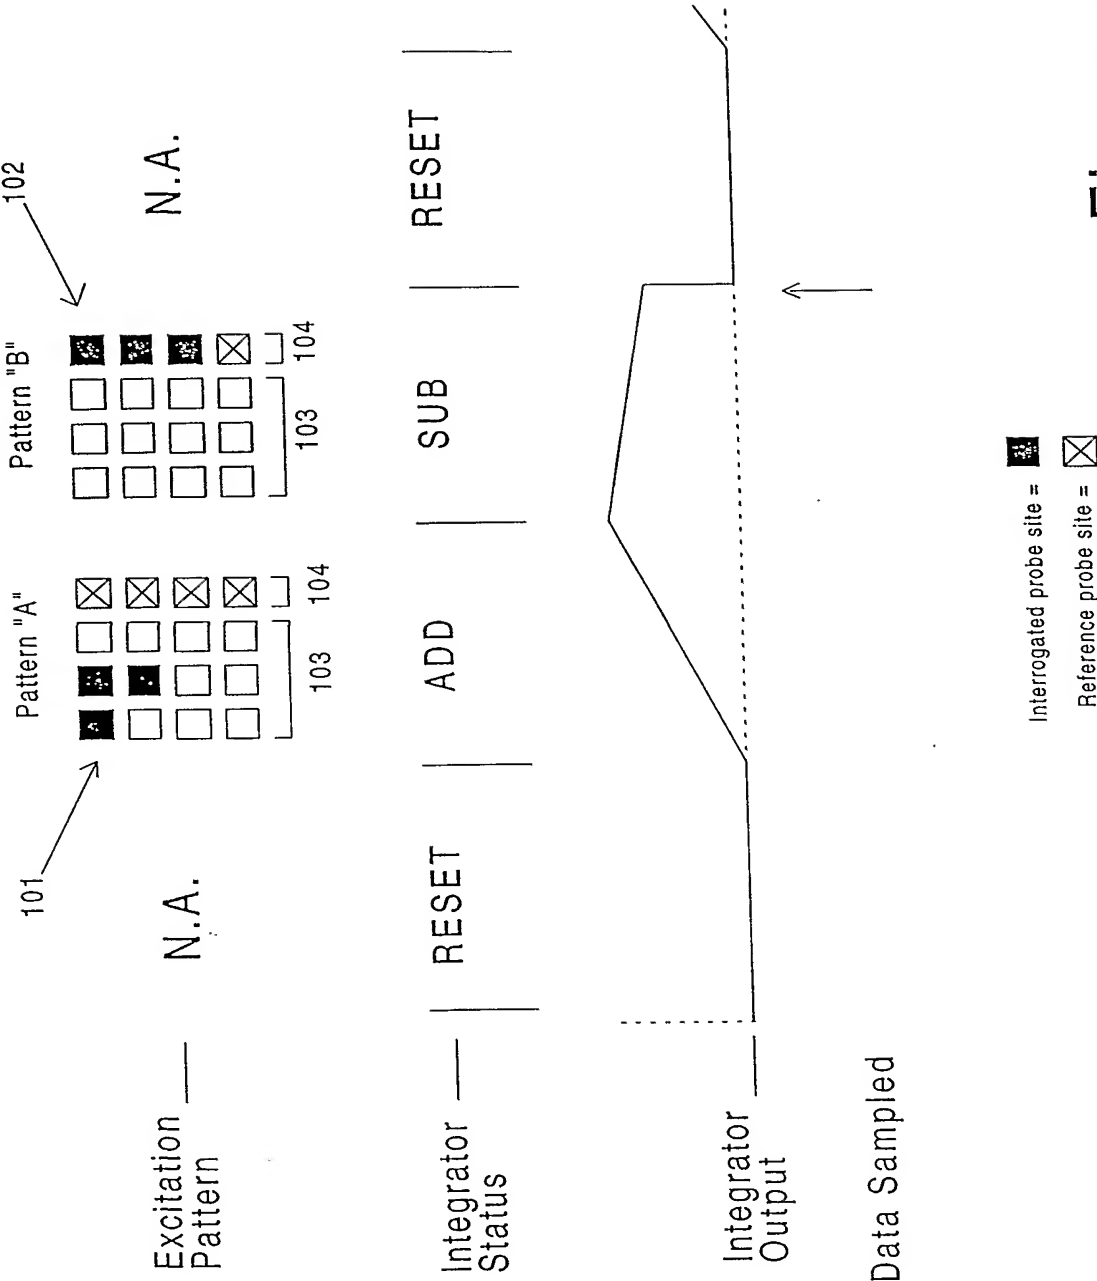 101
102
Pattern "A"
Pattern "B"
Excitation
Pattern
N.A.
N.A.
103
104
103
104
Integrator
Status
RESET
ADD
SUB
RESET
Integrator
Output
Data Sampled
Interrogated probe site =
Reference probe site =